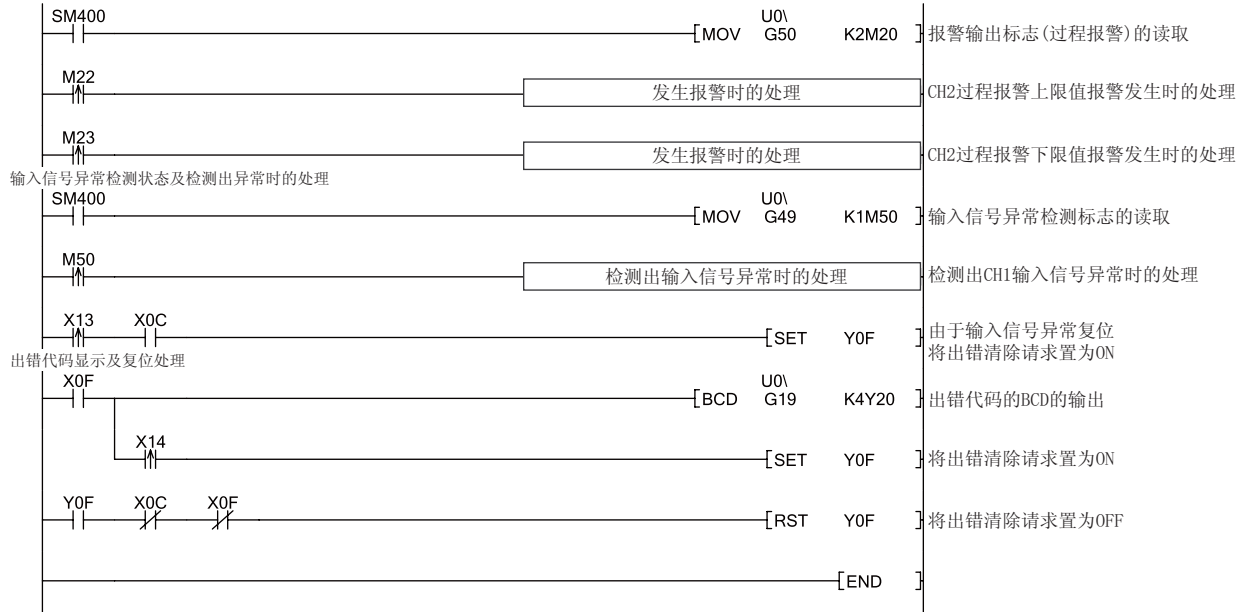 SM400
U0\
MOV G50 K2M20 报警输出标志(过程报警)的读取
M22
发生报警时的处理 CH2过程报警上限值报警发生时的处理
M23
发生报警时的处理 CH2过程报警下限值报警发生时的处理
输入信号异常检测状态及检测出异常时的处理
SM400
U0\
MOV G49 K1M50 输入信号异常检测标志的读取
M50
检测出输入信号异常时的处理 检测出CH1输入信号异常时的处理
X13 X0C
SET Y0F 由于输入信号异常复位
将出错清除请求置为ON
出错代码显示及复位处理
X0F
U0\
BCD G19 K4Y20 出错代码的BCD的输出
X14
SET Y0F 将出错清除请求置为ON
Y0F X0C X0F
RST Y0F 将出错清除请求置为OFF
END